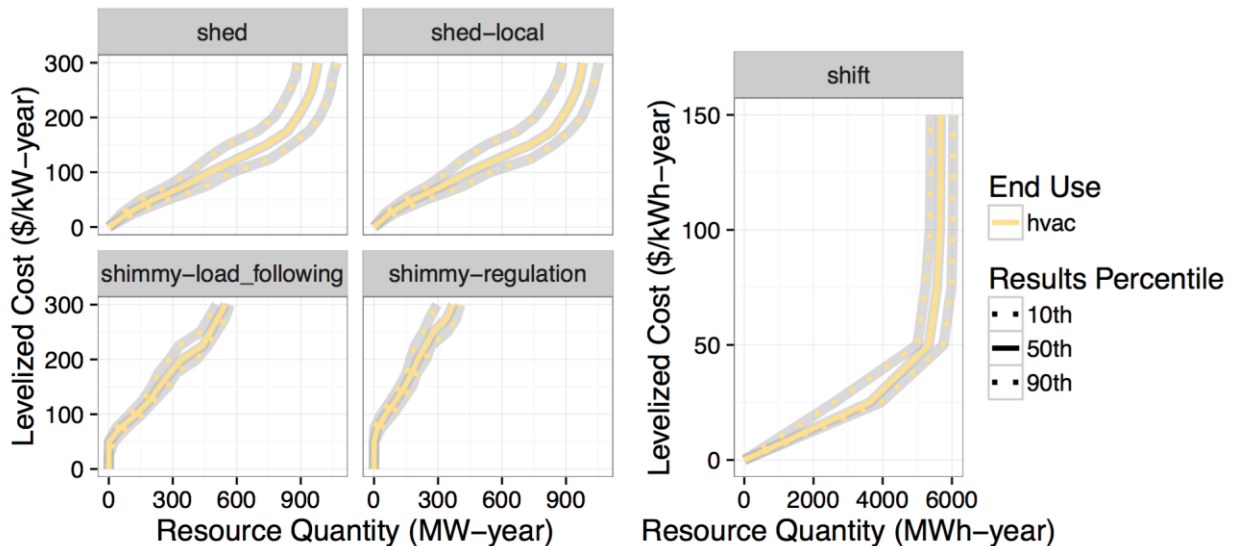 shed
shed-local
Levelized Cost ($/kW-year)
300
200
100
0
shimmy-load_following
shimmy-regulation
300
200
100
0
0
300
600
900
0
300
600
900
Resource Quantity (MW-year)
shift
Levelized Cost ($/kWh-year)
150
100
50
0
0
2000
4000
6000
Resource Quantity (MWh-year)
End Use
hvac
Results Percentile
10th
50th
90th